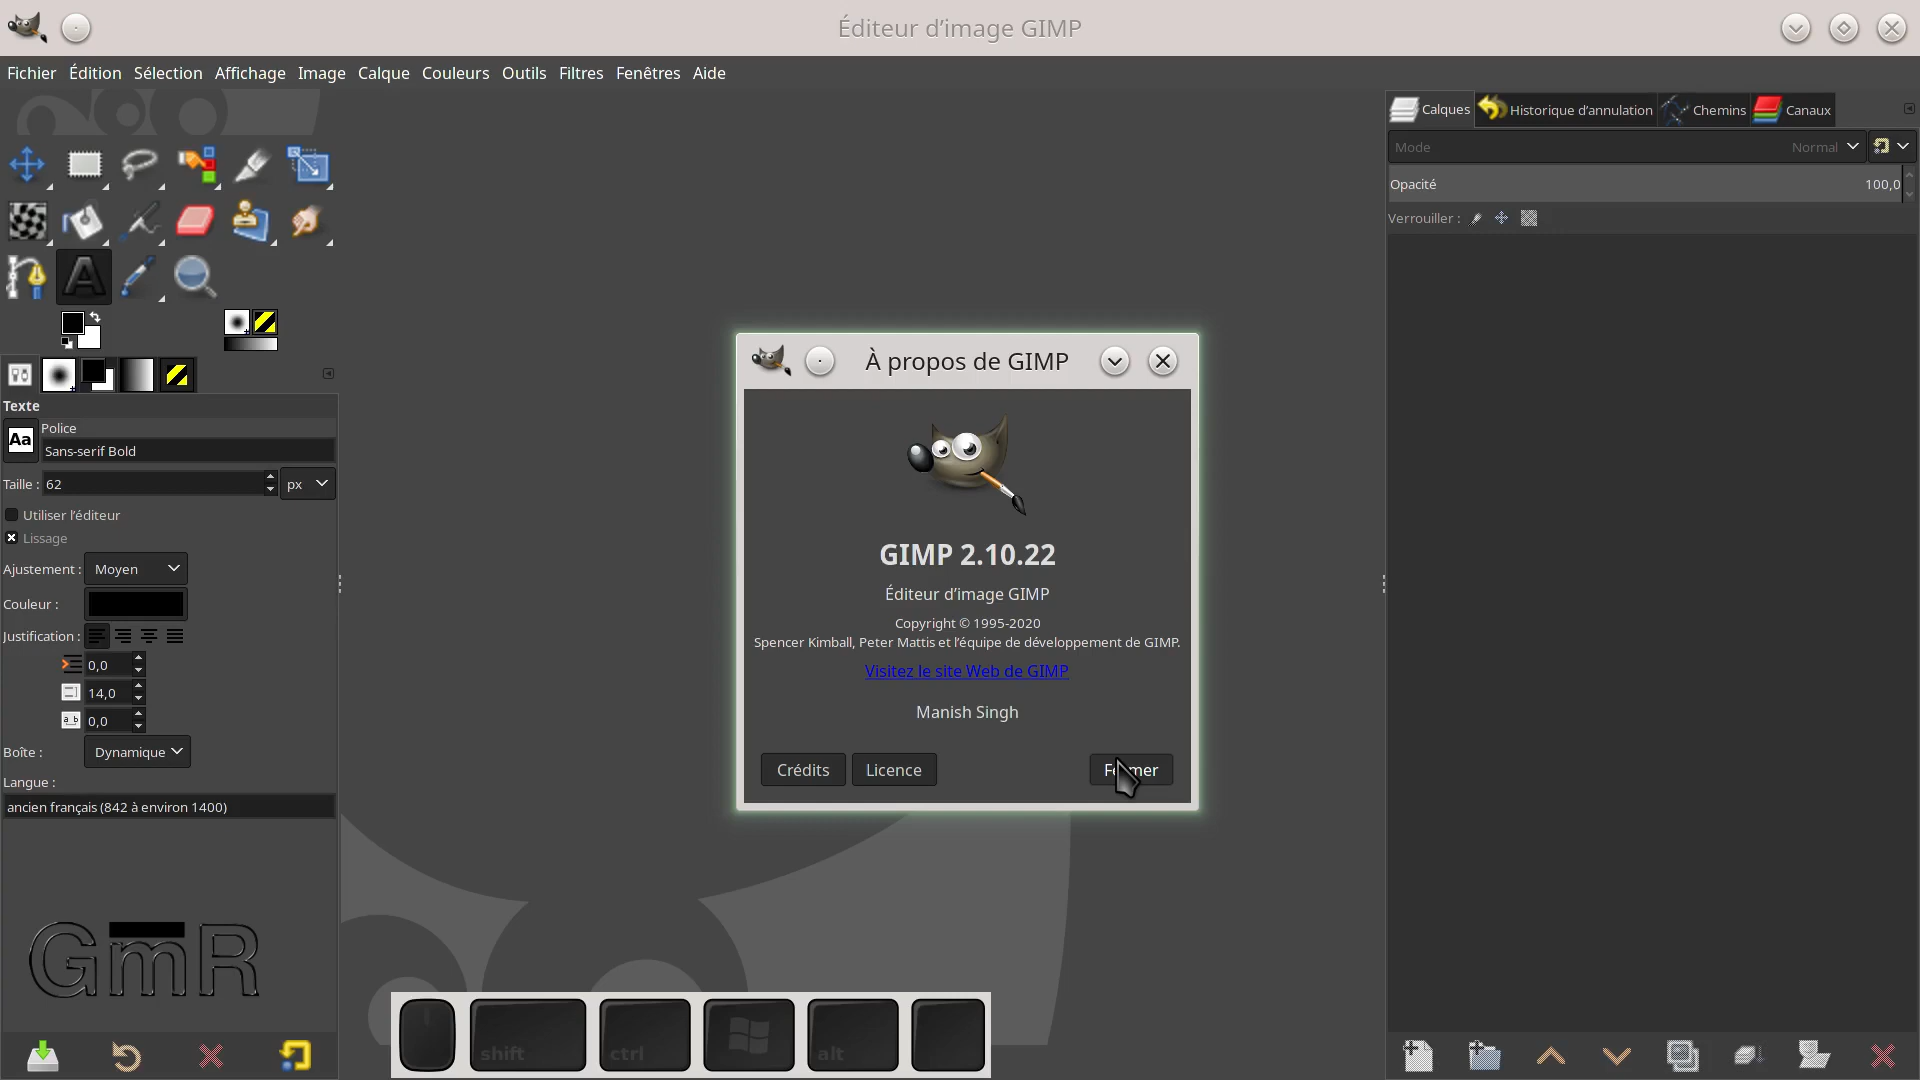 Éditeur d’image GIMP
Fichier Édition Sélection Affichage Image Calque Couleurs Outils Filtres Fenêtres Aide
Calques Historique d’annulation Chemins Canaux
Mode Normal
Opacité 100,0
Verrouiller :
Texte
Aa Police
Sans-serif Bold
Taille : 62 px
Utiliser l’éditeur
Lissage
Ajustement : Moyen
Couleur :
Justification :
0,0
14,0
a b 0,0
Boîte : Dynamique
Langue :
ancien français (842 à environ 1400)
GmR
À propos de GIMP
GIMP 2.10.22
Éditeur d’image GIMP
Copyright © 1995-2020
Spencer Kimball, Peter Mattis et l’équipe de développement de GIMP.
Visitez le site Web de GIMP
Manish Singh
Crédits Licence Fermer
shift ctrl alt